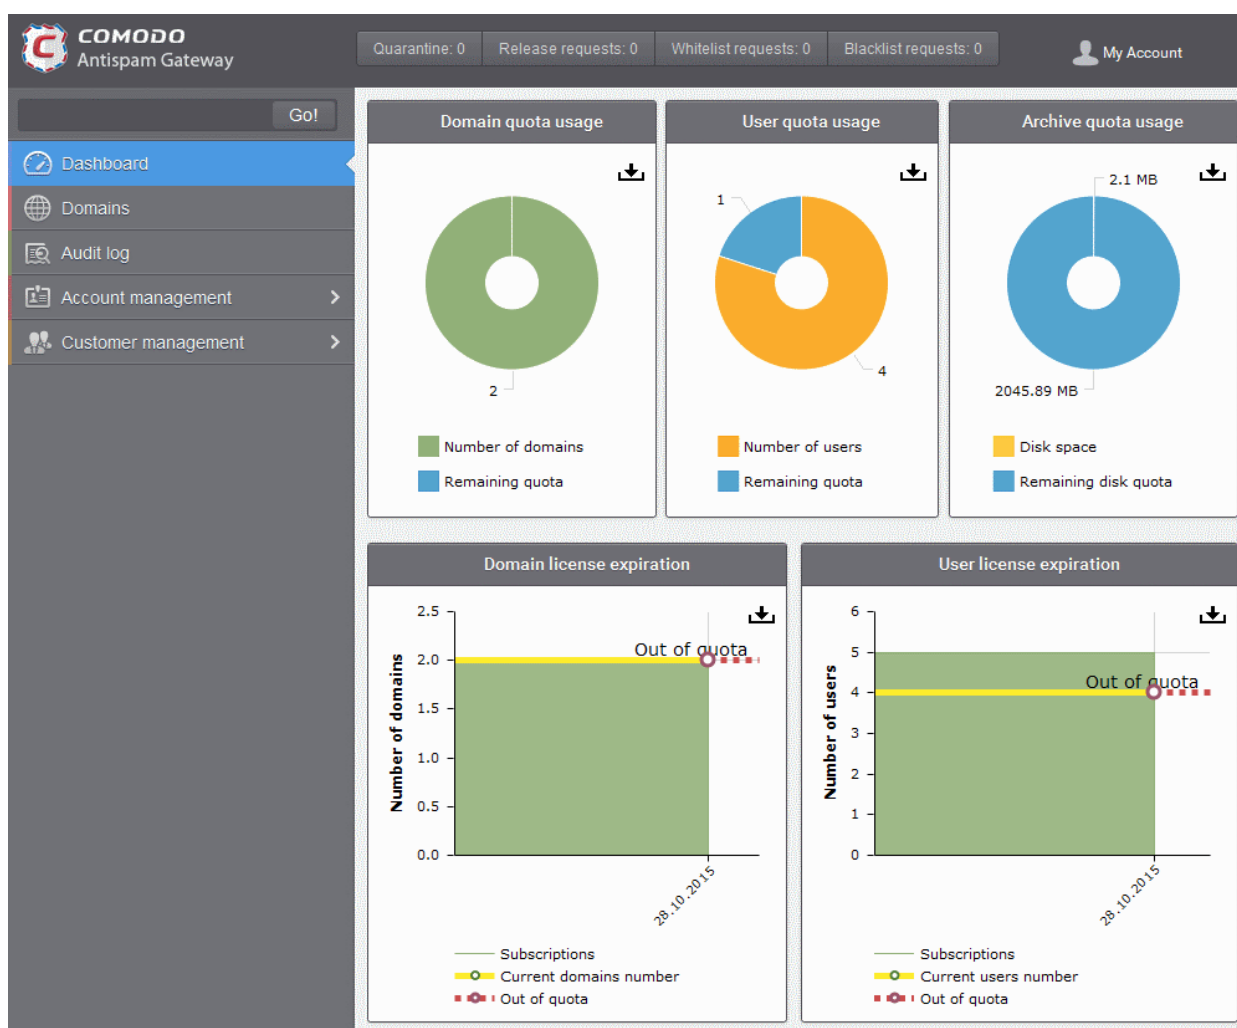 COMODO
Antispam Gateway
Quarantine: 0
Release requests: 0
Whitelist requests: 0
Blacklist requests: 0
My Account
Go!
Dashboard
Domains
Audit log
Account management
Customer management
Domain quota usage
2
Number of domains
Remaining quota
User quota usage
1
4
Number of users
Remaining quota
Archive quota usage
2.1 MB
2045.89 MB
Disk space
Remaining disk quota
Domain license expiration
2.5
2.0
1.5
1.0
0.5
0.0
Number of domains
Out of quota
28.10.2015
Subscriptions
Current domains number
Out of quota
User license expiration
6
5
4
3
2
1
0
Number of users
Out of quota
28.10.2015
Subscriptions
Current users number
Out of quota